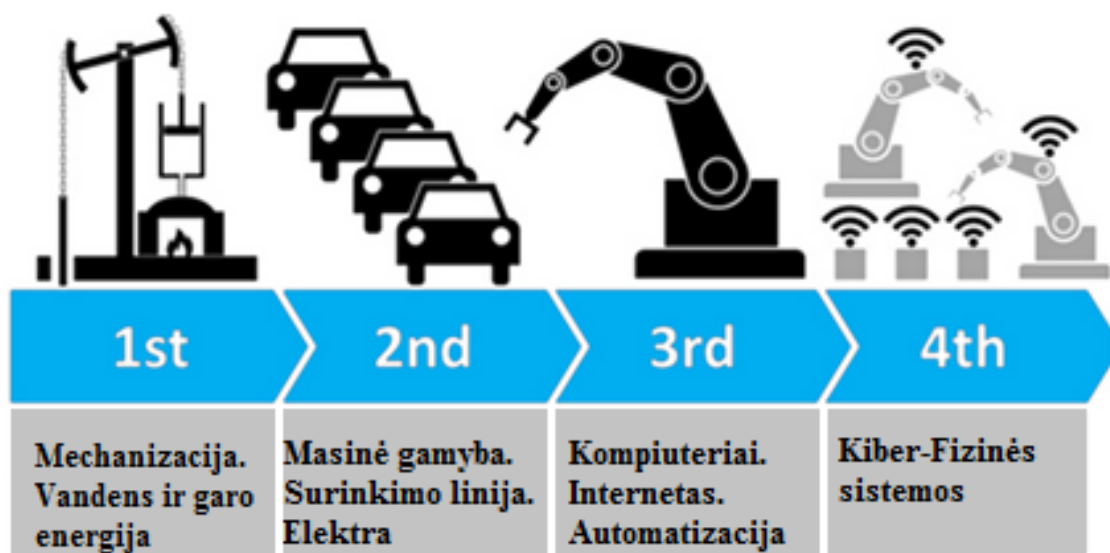 1st
2nd
3rd
4th
Mechanizacija.
Vandens ir garo
energija
Masinė gamyba.
Surinkimo linija.
Elektra
Kompiuteriai.
Internetas.
Automatizacija
Kiber-Fizinės
sistemos